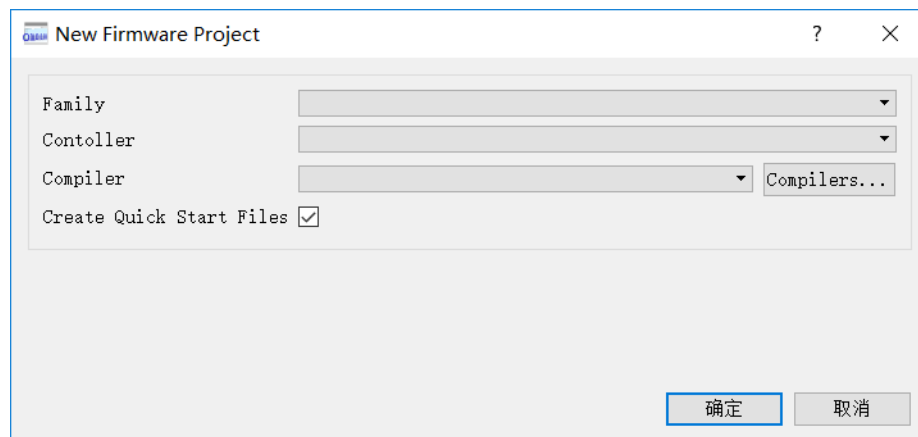 New Firmware Project
?
Family
Contoller
Compiler
Compilers...
Create Quick Start Files
确定
取消